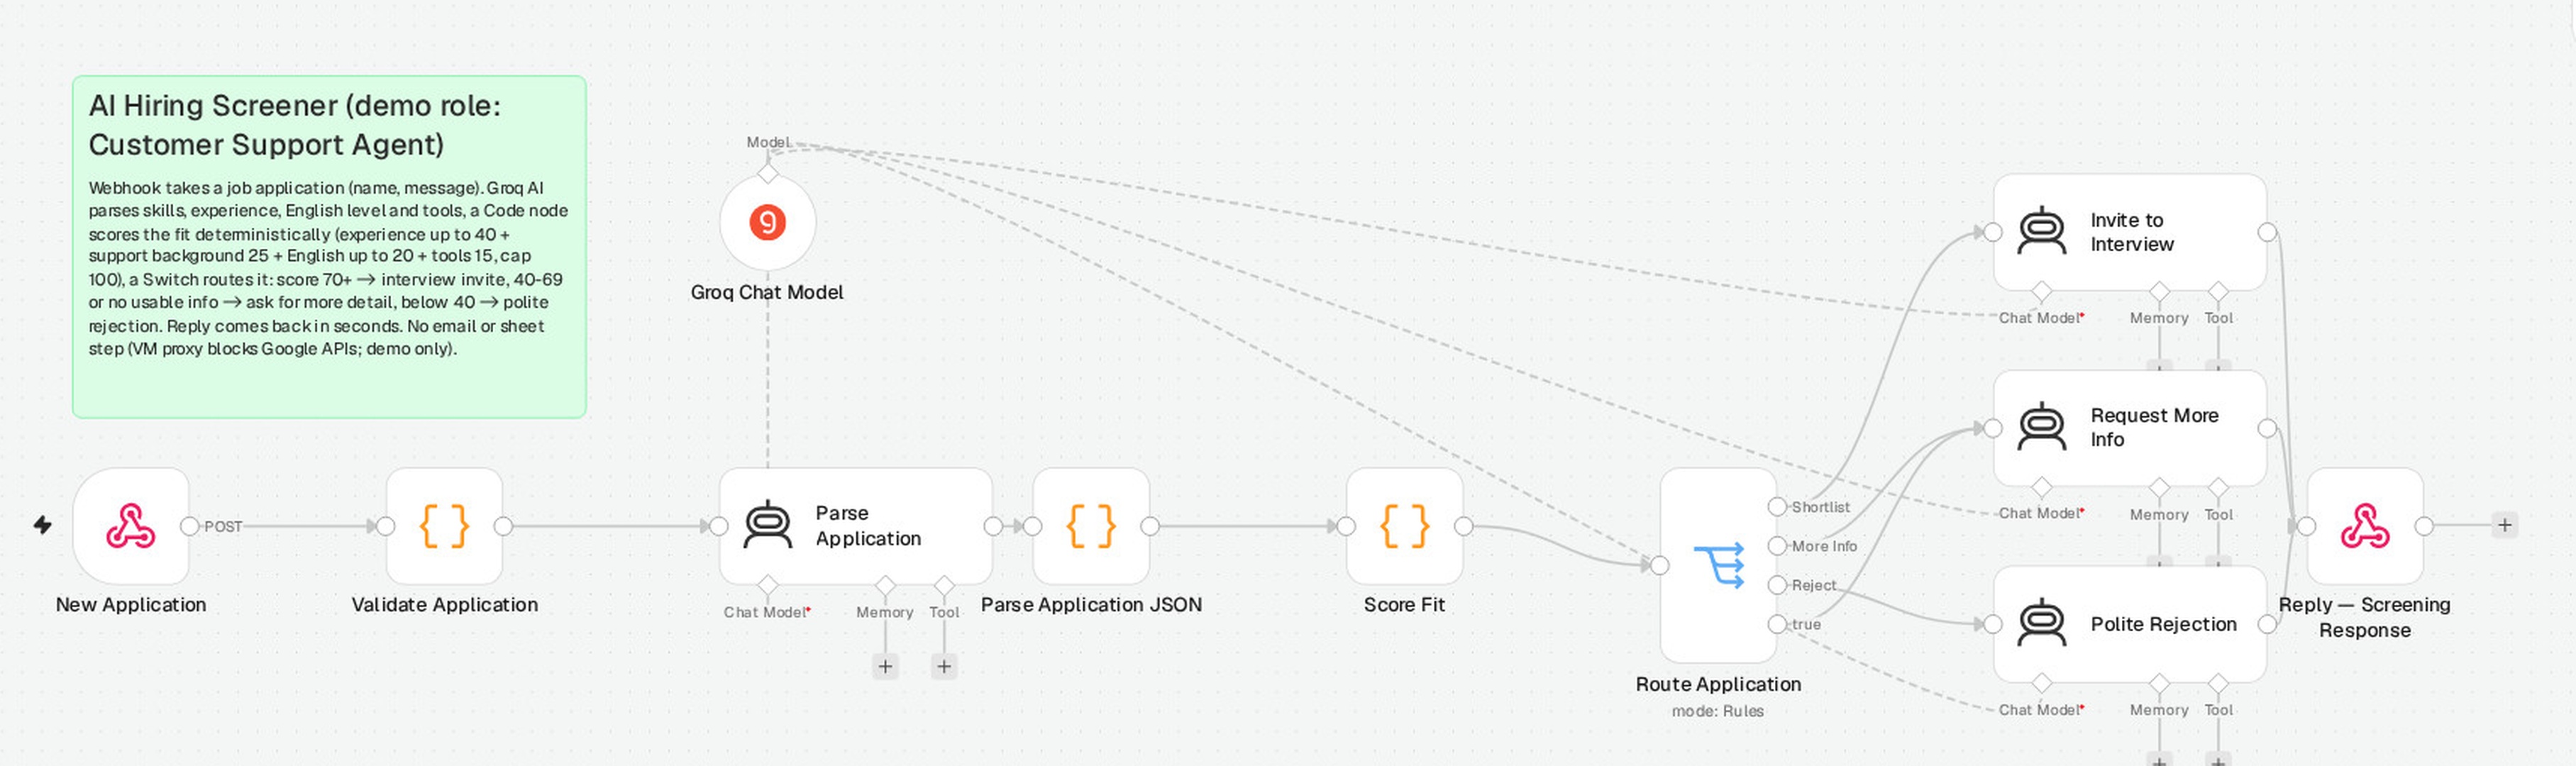 AI Hiring Screener (demo role:
Customer Support Agent)
Webhook takes a job application (name, message). Groq AI
parses skills, experience, English level and tools, a Code node
scores the fit deterministically (experience up to 40 +
support background 25 + English up to 20 + tools 15, cap
100), a Switch routes it: score 70+ → interview invite, 40-69
or no usable info → ask for more detail, below 40 → polite
rejection. Reply comes back in seconds. No email or sheet
step (VM proxy blocks Google APIs; demo only).
Model
Groq Chat Model
New Application
POST
Validate Application
Parse
Application
Chat Model*
Memory
Tool
Parse Application JSON
Score Fit
Shortlist
More Info
Reject
true
Route Application
mode: Rules
Invite to
Interview
Chat Model*
Memory
Tool
Request More
Info
Chat Model*
Memory
Tool
Polite Rejection
Chat Model*
Memory
Tool
Reply — Screening
Response